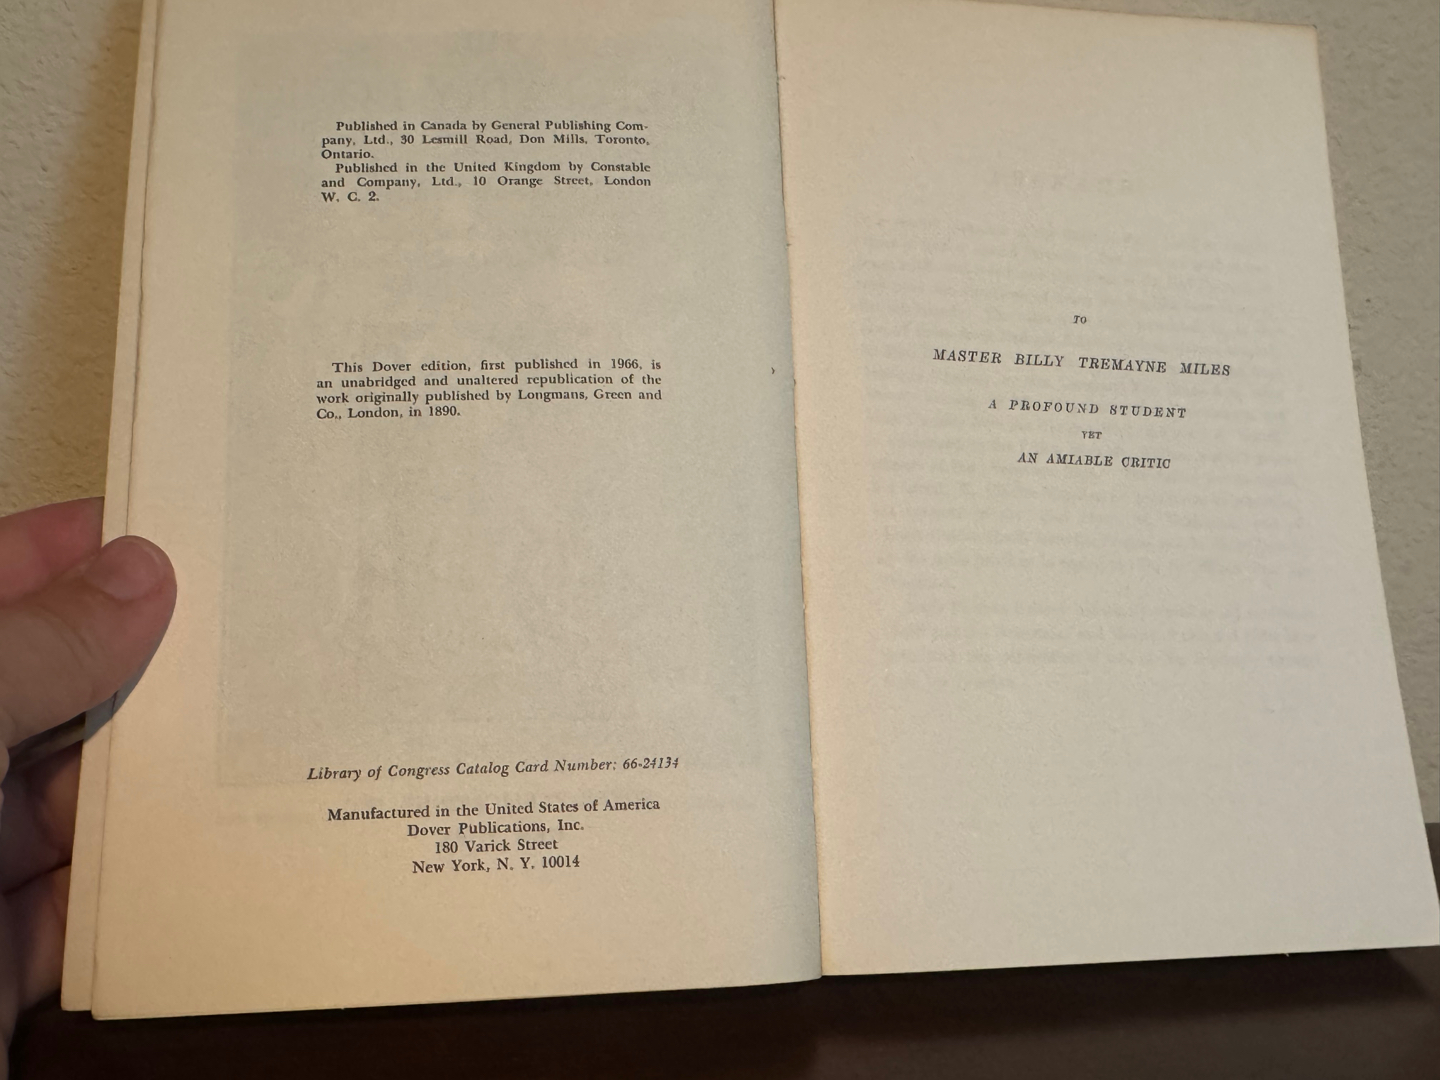 Published in Canada by General Publishing Com-
pany, Ltd., 30 Lesmill Road, Don Mills, Toronto,
Ontario.
Published in the United Kingdom by Constable
and Company, Ltd., 10 Orange Street, London
W. C. 2.
This Dover edition, first published in 1966, is
an unabridged and unaltered republication of the
work originally published by Longmans, Green and
Co., London, in 1890.
Library of Congress Catalog Card Number: 66-24134
Manufactured in the United States of America
Dover Publications, Inc.
180 Varick Street
New York, N. Y. 10014
TO
MASTER BILLY TREMAYNE MILES
A PROFOUND STUDENT
YET
AN AMIABLE CRITIC